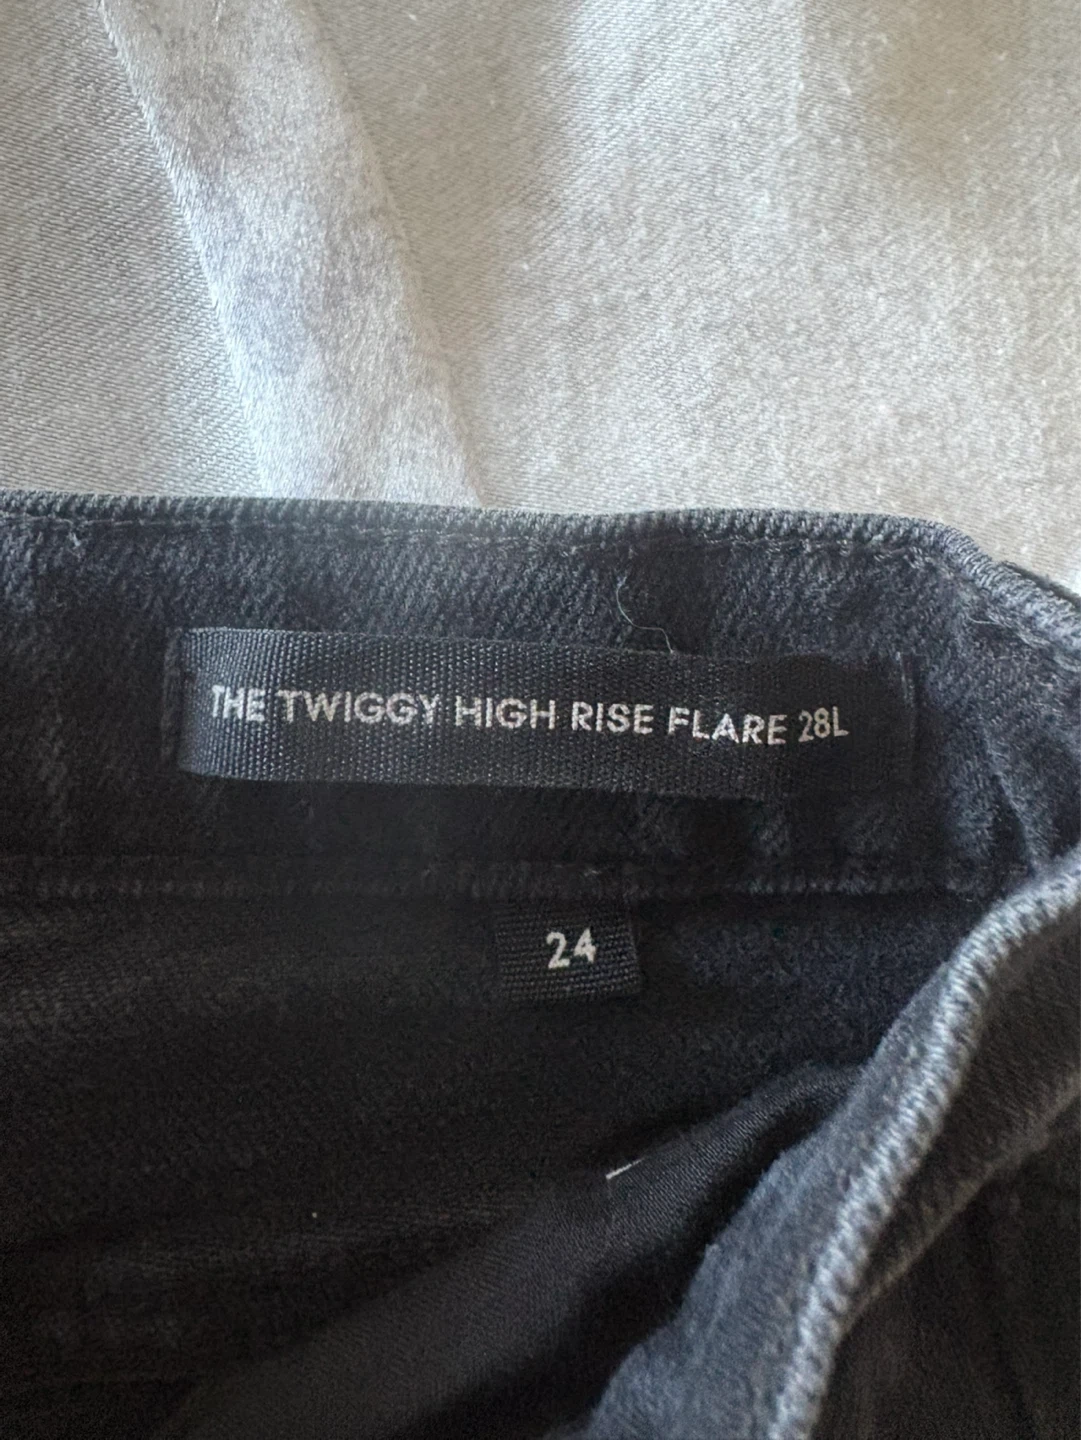 THE TWIGGY HIGH RISE FLARE 28L
24